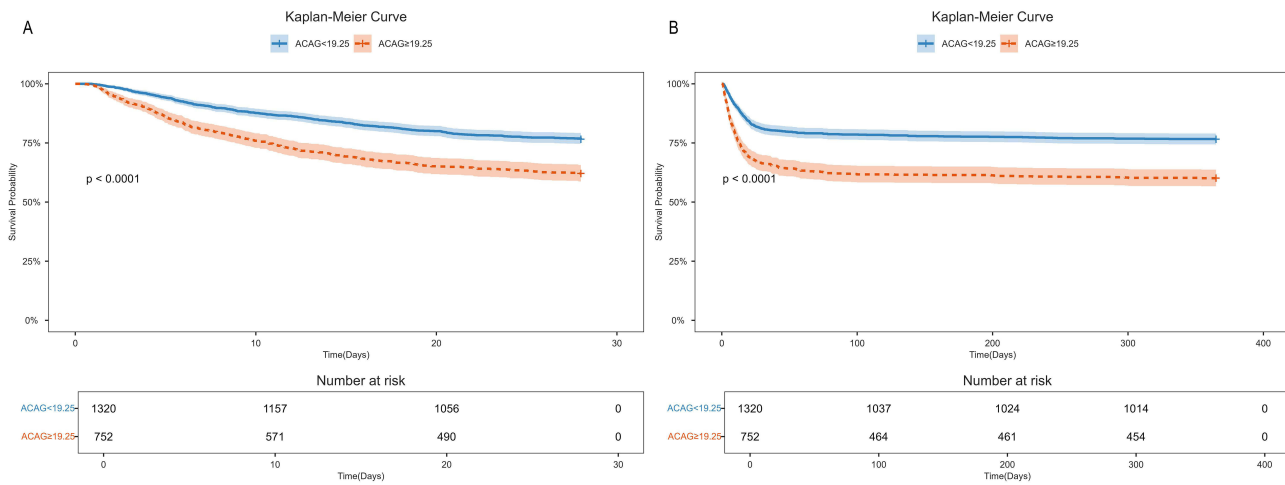 A
Kaplan-Meier Curve
ACAG<19.25 ACAG≥19.25
100%
75%
50%
25%
0%
Survival Probability
p < 0.0001
0 10 20 30
Time(Days)
Number at risk
ACAG<19.25 1320 1157 1056 0
ACAG≥19.25 752 571 490 0
0 10 20 30
Time(Days)
B
Kaplan-Meier Curve
ACAG<19.25 ACAG≥19.25
100%
75%
50%
25%
0%
Survival Probability
p < 0.0001
0 100 200 300 400
Time(Days)
Number at risk
ACAG<19.25 1320 1037 1024 1014 0
ACAG≥19.25 752 464 461 454 0
0 100 200 300 400
Time(Days)